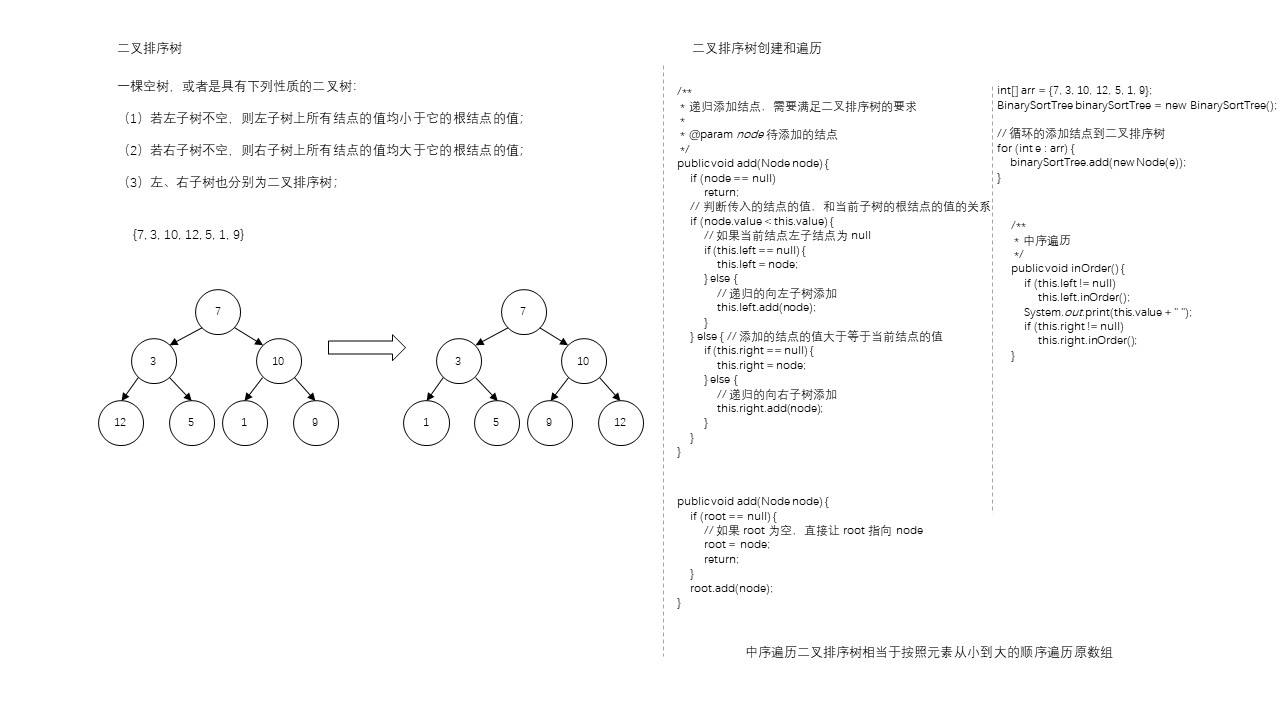 二叉排序树
一棵空树，或者是具有下列性质的二叉树：
（1）若左子树不空，则左子树上所有结点的值均小于它的根结点的值；
（2）若右子树不空，则右子树上所有结点的值均大于它的根结点的值；
（3）左、右子树也分别为二叉排序树；
{7, 3, 10, 12, 5, 1, 9}
7
3 10
12 5 1 9
7
3 10
1 5 9 12
二叉排序树创建和遍历
/**
* 递归添加结点，需要满足二叉排序树的要求
*
* @param node 待添加的结点
*/
public void add(Node node) {
if (node == null)
return;
// 判断传入的结点的值，和当前子树的根结点的值的关系
if (node.value < this.value) {
// 如果当前结点左子结点为 null
if (this.left == null) {
this.left = node;
} else {
// 递归的向左子树添加
this.left.add(node);
}
} else { // 添加的结点的值大于等于当前结点的值
if (this.right == null) {
this.right = node;
} else {
// 递归的向右子树添加
this.right.add(node);
}
}
}
public void add(Node node) {
if (root == null) {
// 如果 root 为空，直接让 root 指向 node
root = node;
return;
}
root.add(node);
}
int[] arr = {7, 3, 10, 12, 5, 1, 9};
BinarySortTree binarySortTree = new BinarySortTree();
// 循环的添加结点到二叉排序树
for (int e : arr) {
binarySortTree.add(new Node(e));
}
/**
* 中序遍历
*/
public void inOrder() {
if (this.left != null)
this.left.inOrder();
System.out.print(this.value + " ");
if (this.right != null)
this.right.inOrder();
}
中序遍历二叉排序树相当于按照元素从小到大的顺序遍历原数组